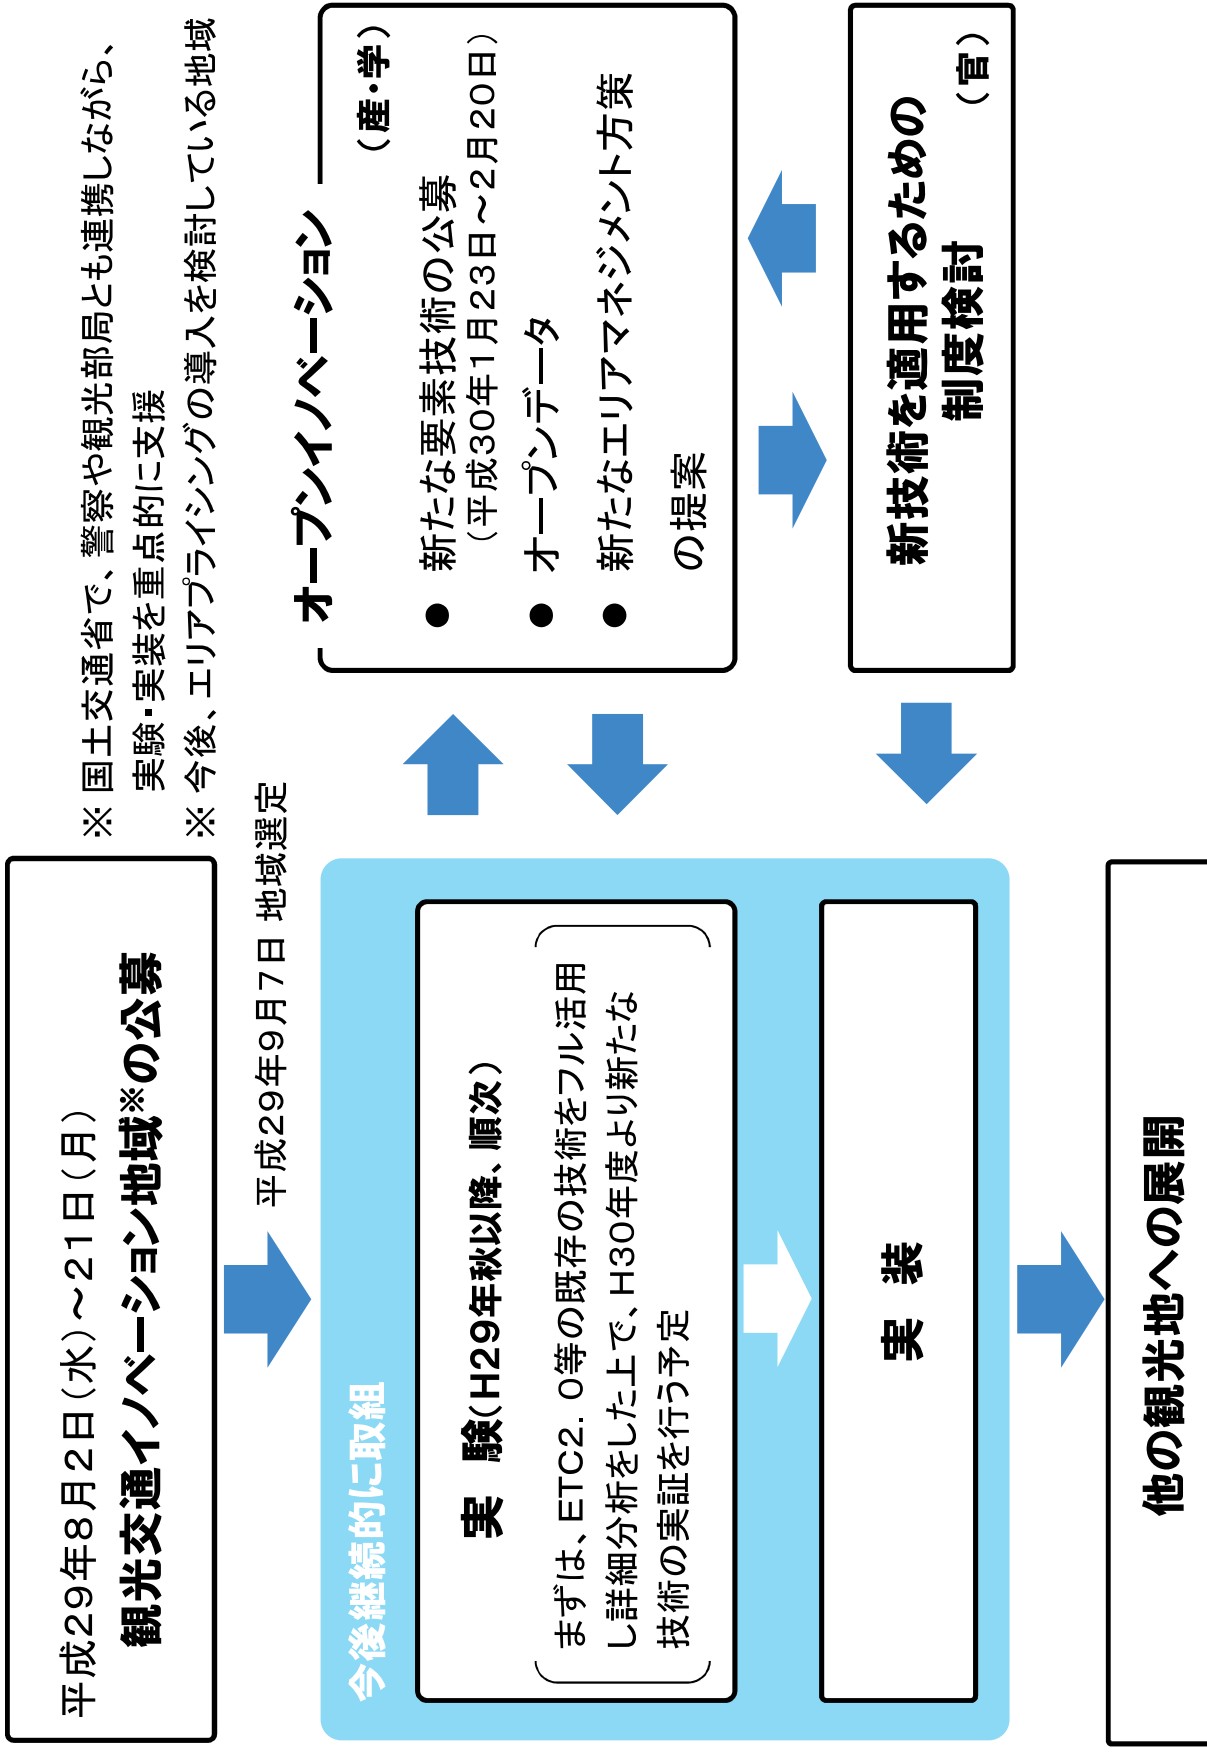 平成29年8月2日(水)～21日(月)
観光交通イノベーション地域※の公募
※ 国土交通省で、警察や観光部局とも連携しながら、
実験・実装を重点的に支援
※ 今後、エリアプライシングの導入を検討している地域
平成29年9月7日 地域選定
今後継続的に取組
実 験(H29年秋以降、順次)
まずは、ETC2.0等の既存の技術をフル活用
し詳細分析をした上で、H30年度より新たな
技術の実証を行う予定
実 装
オープンイノベーション
(産・学)
● 新たな要素技術の公募
(平成30年1月23日～2月20日)
● オープンデータ
● 新たなエリアマネジメント方策
の提案
新技術を適用するための
制度検討
(官)
他の観光地への展開